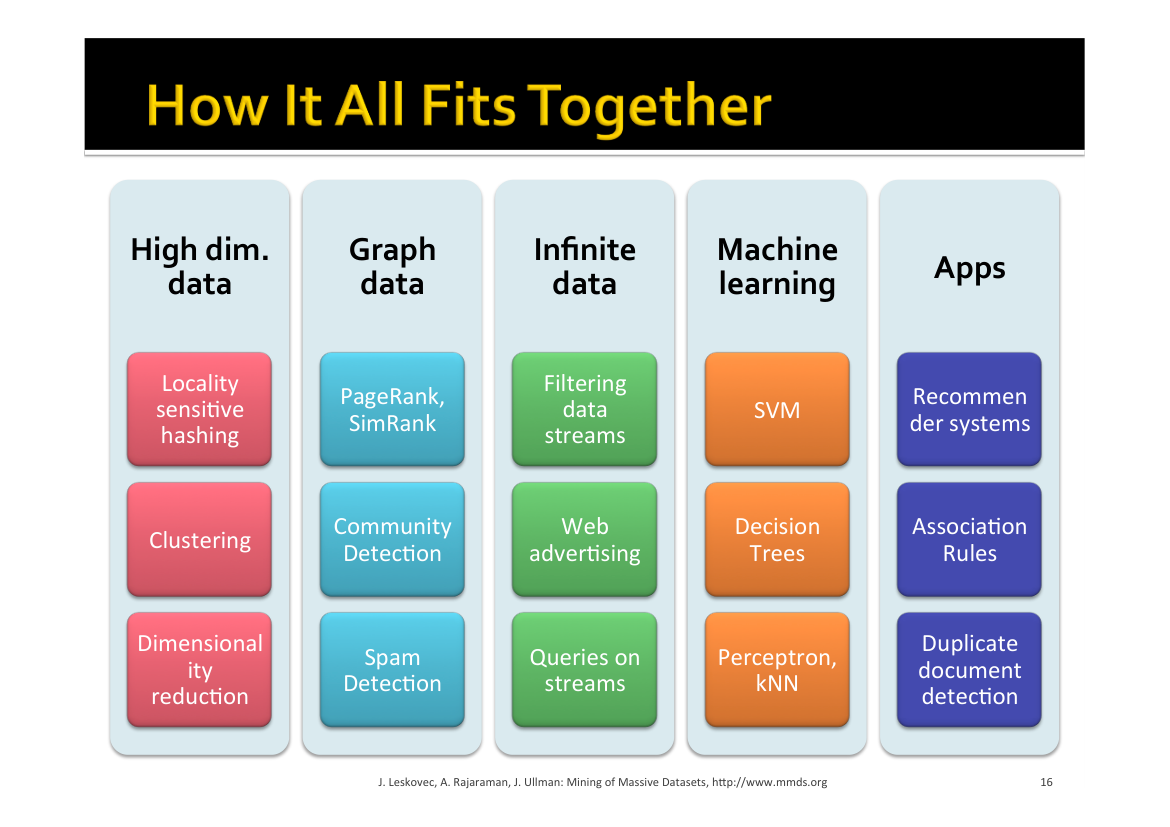 How It All Fits Together
High dim.
data
Locality
sensitive
hashing
Clustering
Dimensional
ity
reduction
Graph
data
PageRank,
SimRank
Community
Detection
Spam
Detection
Infinite
data
Filtering
data
streams
Web
advertising
Queries on
streams
Machine
learning
SVM
Decision
Trees
Perceptron,
kNN
Apps
Recommen
der systems
Association
Rules
Duplicate
document
detection
J. Leskovec, A. Rajaraman, J. Ullman: Mining of Massive Datasets, http://www.mmds.org
16